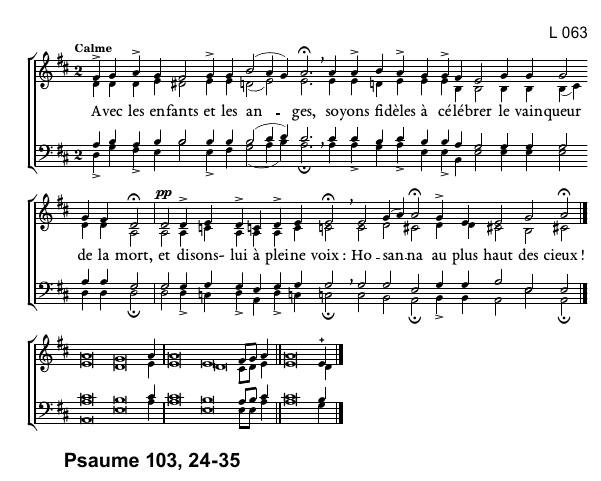 L 063
Calme
Avec les enfants et les an - ges, soyons fidèles à célébrer le vainqueur
pp
de la mort, et disons- lui à pleine voix : Ho - san-na au plus haut des cieux !
Psaume 103, 24-35